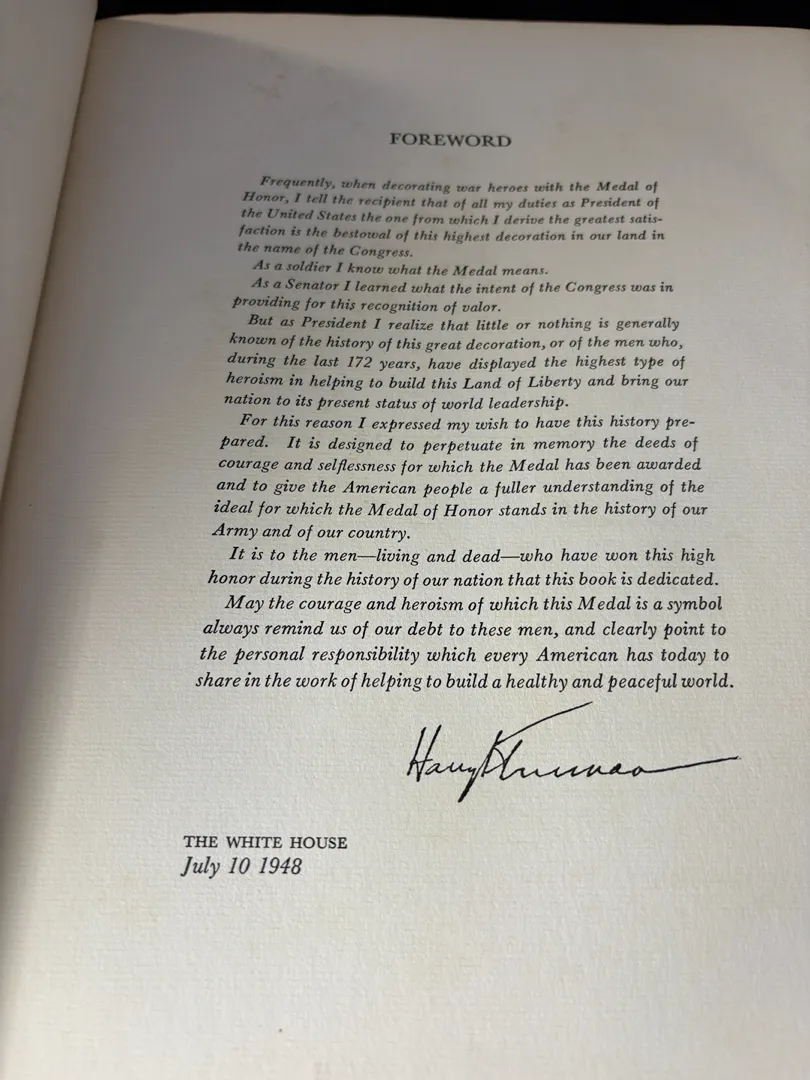 FOREWORD
Frequently, when decorating war heroes with the Medal of
Honor, I tell the recipient that of all my duties as President of
the United States the one from which I derive the greatest satis-
faction is the bestowal of this highest decoration in our land in
the name of the Congress.
As a soldier I know what the Medal means.
As a Senator I learned what the intent of the Congress was in
providing for this recognition of valor.
But as President I realize that little or nothing is generally
known of the history of this great decoration, or of the men who,
during the last 172 years, have displayed the highest type of
heroism in helping to build this Land of Liberty and bring our
nation to its present status of world leadership.
For this reason I expressed my wish to have this history pre-
pared. It is designed to perpetuate in memory the deeds of
courage and selflessness for which the Medal has been awarded
and to give the American people a fuller understanding of the
ideal for which the Medal of Honor stands in the history of our
Army and of our country.
It is to the men—living and dead—who have won this high
honor during the history of our nation that this book is dedicated.
May the courage and heroism of which this Medal is a symbol
always remind us of our debt to these men, and clearly point to
the personal responsibility which every American has today to
share in the work of helping to build a healthy and peaceful world.
Harry S Truman
THE WHITE HOUSE
July 10 1948